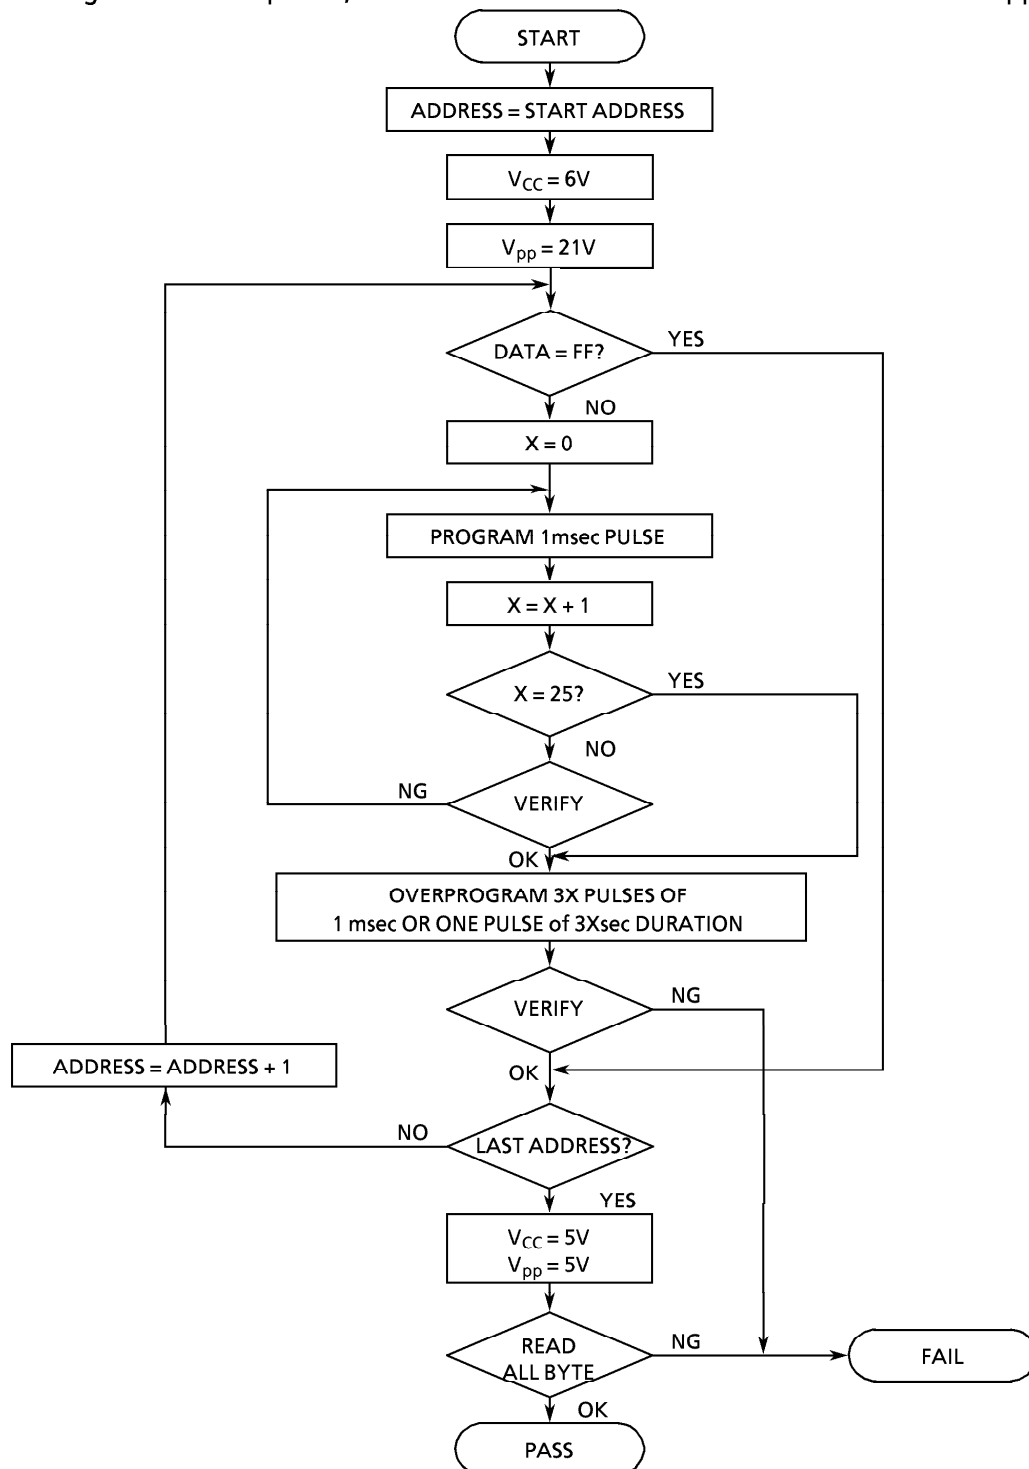 START
ADDRESS = START ADDRESS
VCC = 6V
Vpp = 21V
DATA = FF?
YES
NO
X = 0
PROGRAM 1msec PULSE
X = X + 1
X = 25?
YES
NO
NG
VERIFY
OK
OVERPROGRAM 3X PULSES OF
1 msec OR ONE PULSE of 3Xsec DURATION
VERIFY
NG
ADDRESS = ADDRESS + 1
OK
NO
LAST ADDRESS?
YES
VCC = 5V
Vpp = 5V
READ
ALL BYTE
NG
FAIL
OK
PASS